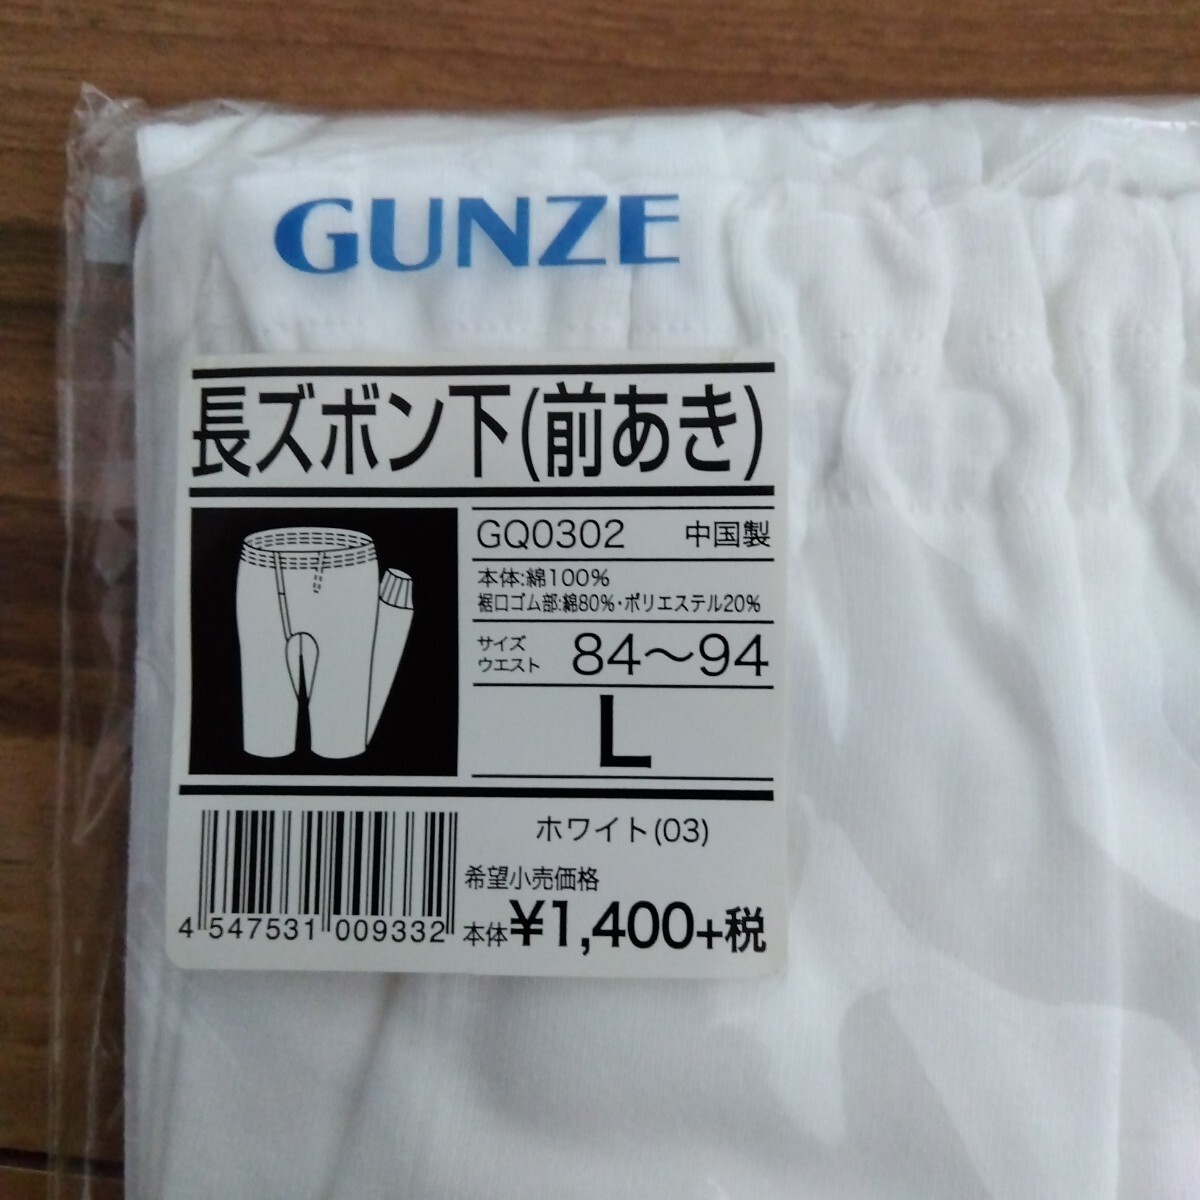 GUNZE
長ズボン下(前あき)
GQ0302 中国製
本体:綿100%
裾口ゴム部:綿80%・ポリエステル20%
サイズ
ウエスト 84～94
L
ホワイト(03)
希望小売価格
本体¥1,400+税
4 547531 009332